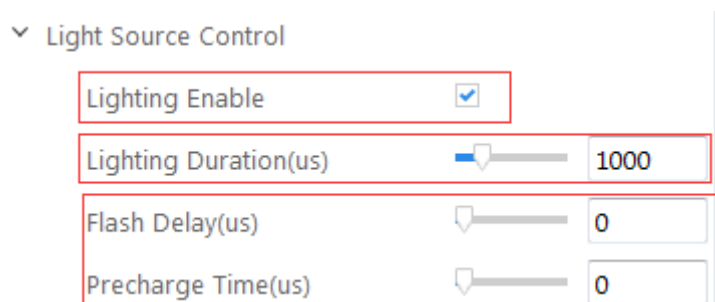 Light Source Control
Lighting Enable
Lighting Duration(us) 1000
Flash Delay(us) 0
Precharge Time(us) 0